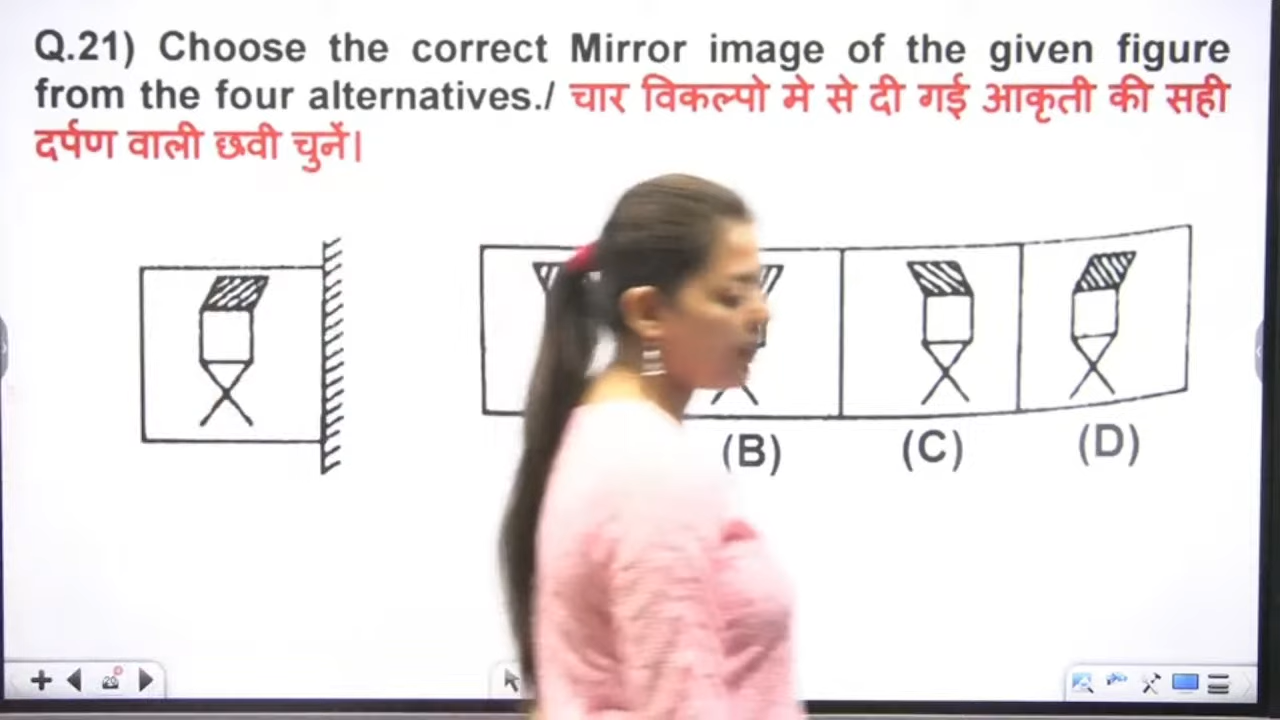 Q.21) Choose the correct Mirror image of the given figure
from the four alternatives./ चार विकल्पो मे से दी गई आकृती की सही
दर्पण वाली छवी चुनें।
(B) (C) (D)
20